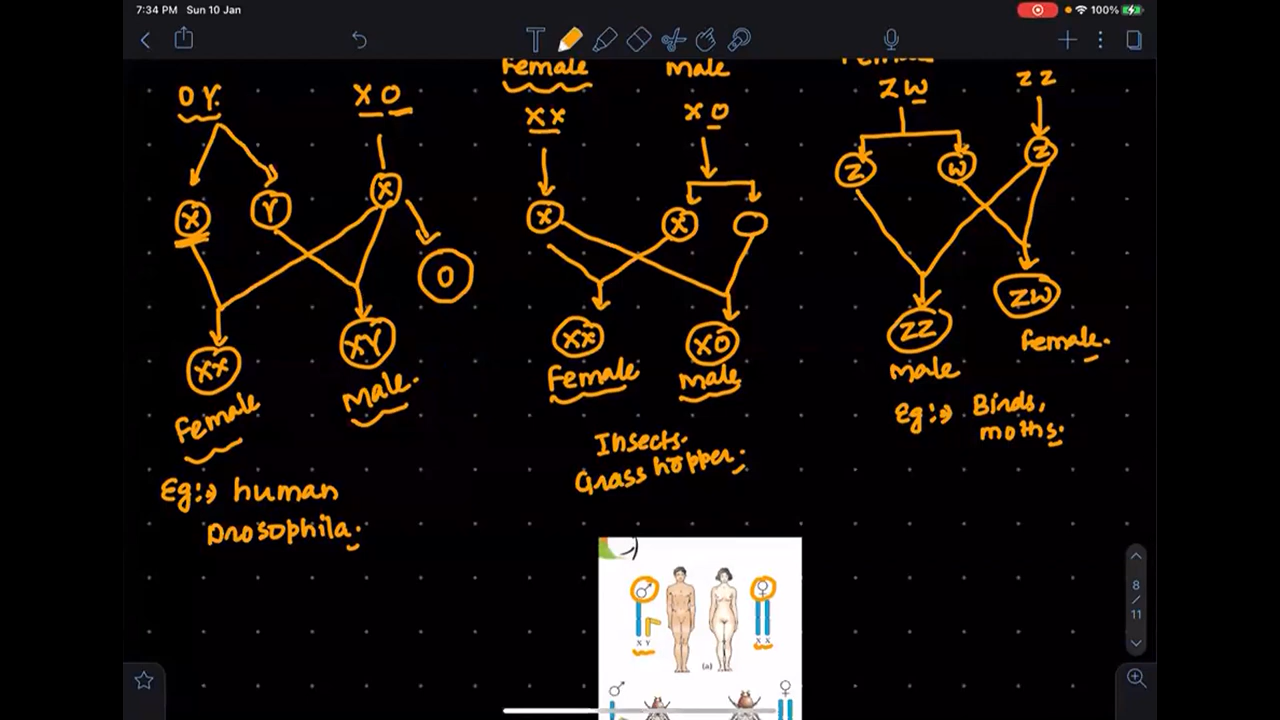 7:34 PM Sun 10 Jan
100%
Female Male
OY XO XX XO ZW ZZ
X Y X X X Z W Z
O
XX XY XX XO ZZ ZW
Female Male. Female Male Male Female.
Eg:→ Birds,
moths.
Insects.
Grass hopper.
Eg:→ human
Drosophila.
8
/
11
♂ ♀
X Y X X
(a)
♂ ♀